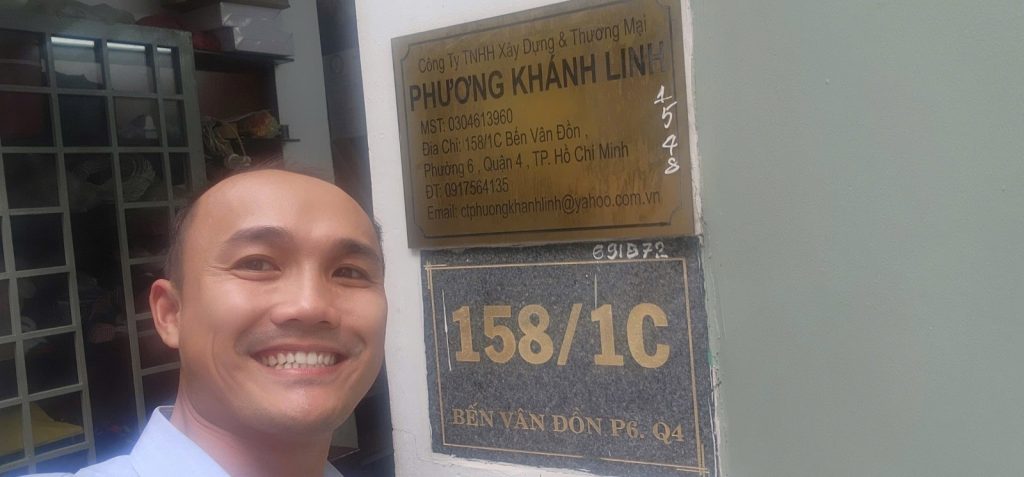 Công Ty TNHH Xây Dựng & Thương Mại
PHƯƠNG KHÁNH LINH
MST: 0304613960
Địa Chỉ: 158/1C Bến Vân Đồn ,
Phường 6 , Quận 4 , TP. Hồ Chí Minh
ĐT: 0917564135
Email: ctphuongkhanhlinh@yahoo.com.vn
4548
691D72
158/1C
BẾN VÂN ĐỒN P6. Q4